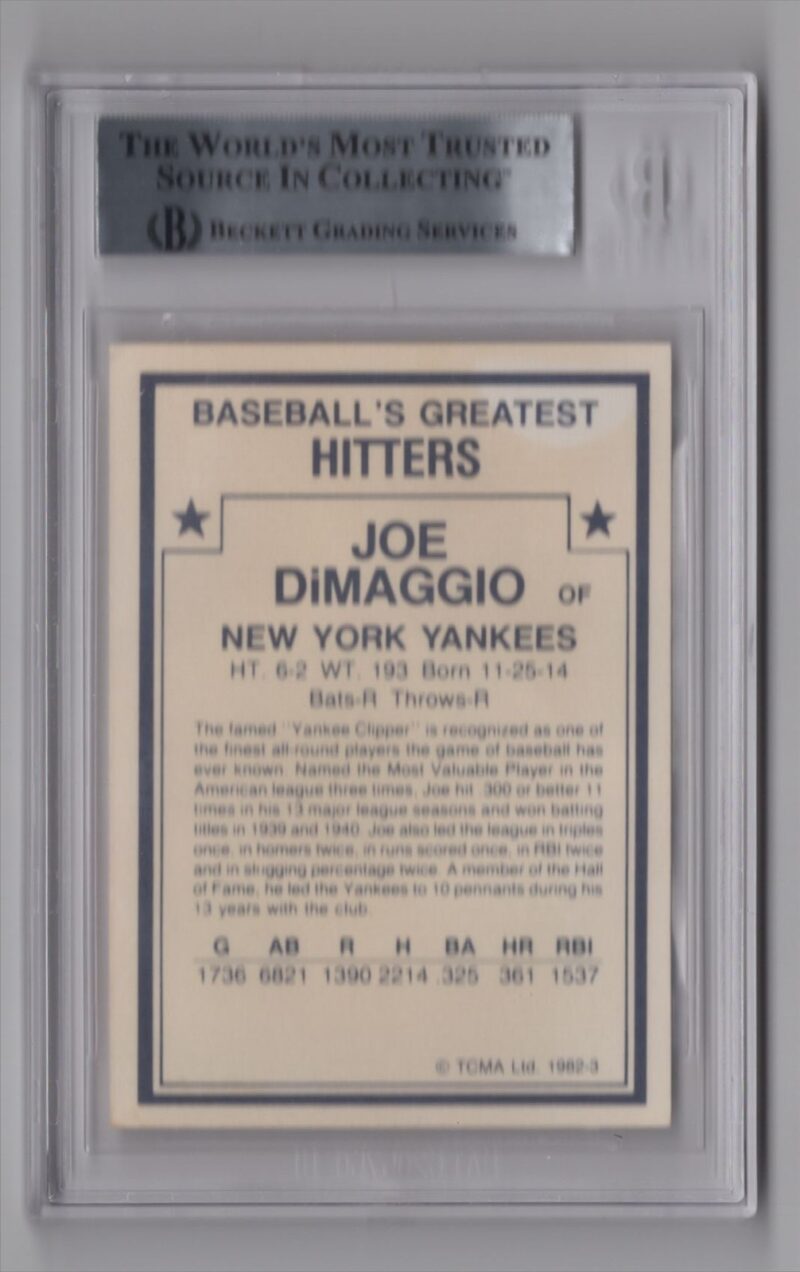 THE WORLD'S MOST TRUSTED
SOURCE IN COLLECTING™
(B) BECKETT GRADING SERVICES
BASEBALL'S GREATEST
HITTERS
JOE
DiMAGGIO OF
NEW YORK YANKEES
HT. 6-2 WT. 193 Born 11-25-14
Bats-R Throws-R
The famed "Yankee Clipper" is recognized as one of
the finest all-round players the game of baseball has
ever known. Named the Most Valuable Player in the
American league three times, Joe hit .300 or better 11
times in his 13 major league seasons and won batting
titles in 1939 and 1940. Joe also led the league in triples
once, in homers twice, in runs scored once, in RBI twice
and in slugging percentage twice. A member of the Hall
of Fame, he led the Yankees to 10 pennants during his
13 years with the club.
G AB R H BA HR RBI
1736 6821 1390 2214 .325 361 1537
© TCMA Ltd. 1982-3